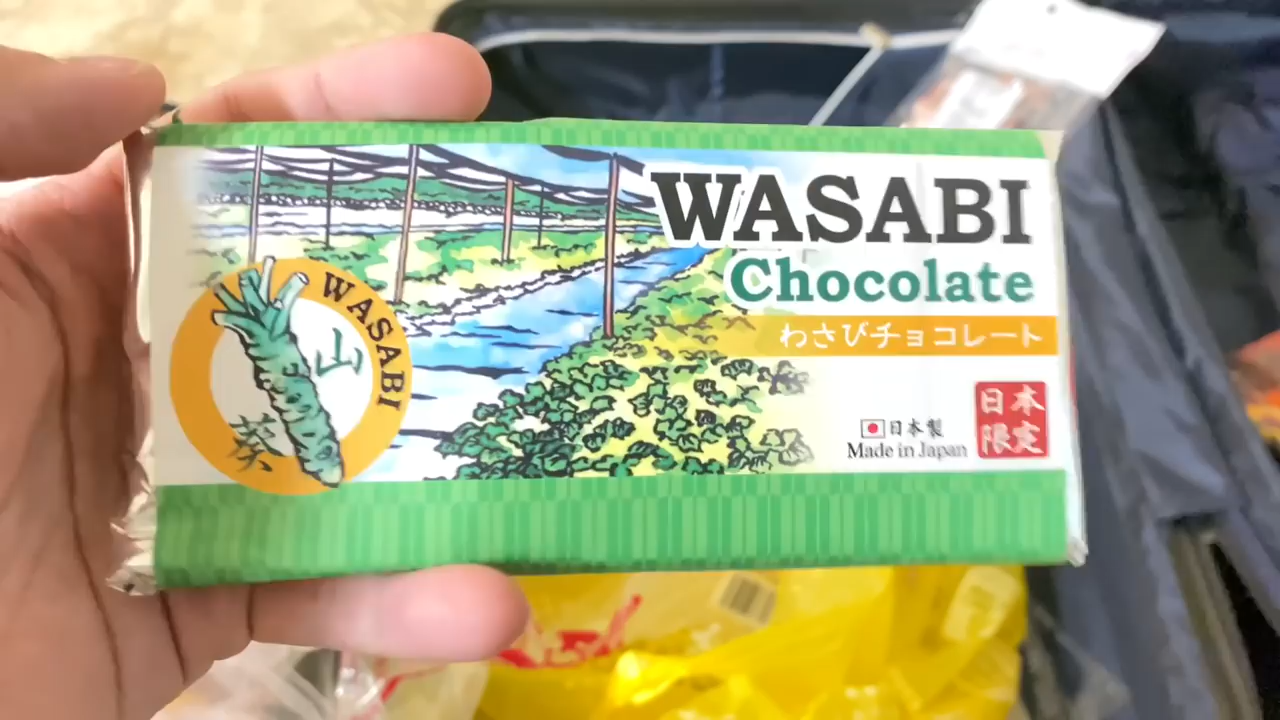 WASABI
Chocolate
わさびチョコレート
WASABI
山
葵
日本製
Made in Japan
日本
限定